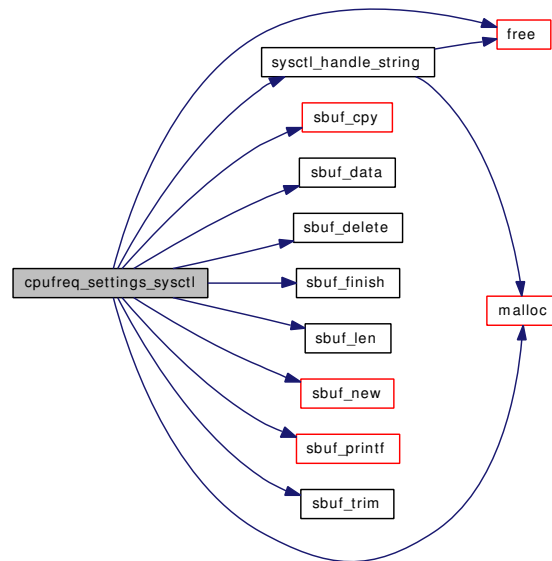 free
sysctl_handle_string
sbuf_cpy
sbuf_data
sbuf_delete
cpufreq_settings_sysctl
sbuf_finish
malloc
sbuf_len
sbuf_new
sbuf_printf
sbuf_trim